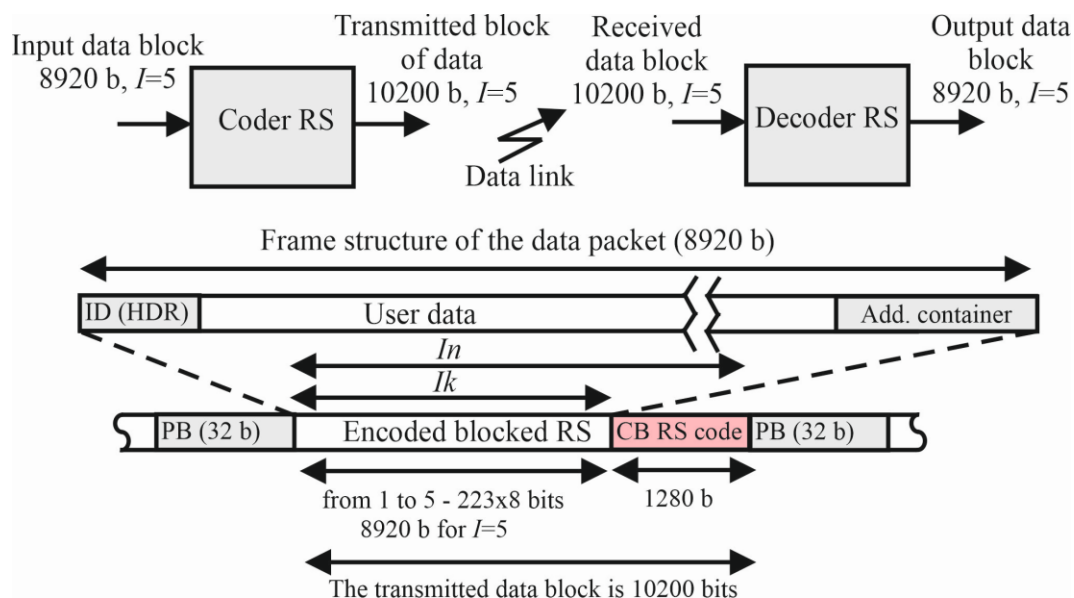 Input data block
8920 b, I=5
Coder RS
Transmitted block
of data
10200 b, I=5
Data link
Received
data block
10200 b, I=5
Decoder RS
Output data
block
8920 b, I=5
Frame structure of the data packet (8920 b)
ID (HDR)
User data
Add. container
In
Ik
PB (32 b)
Encoded blocked RS
CB RS code
PB (32 b)
from 1 to 5 - 223x8 bits
8920 b for I=5
1280 b
The transmitted data block is 10200 bits